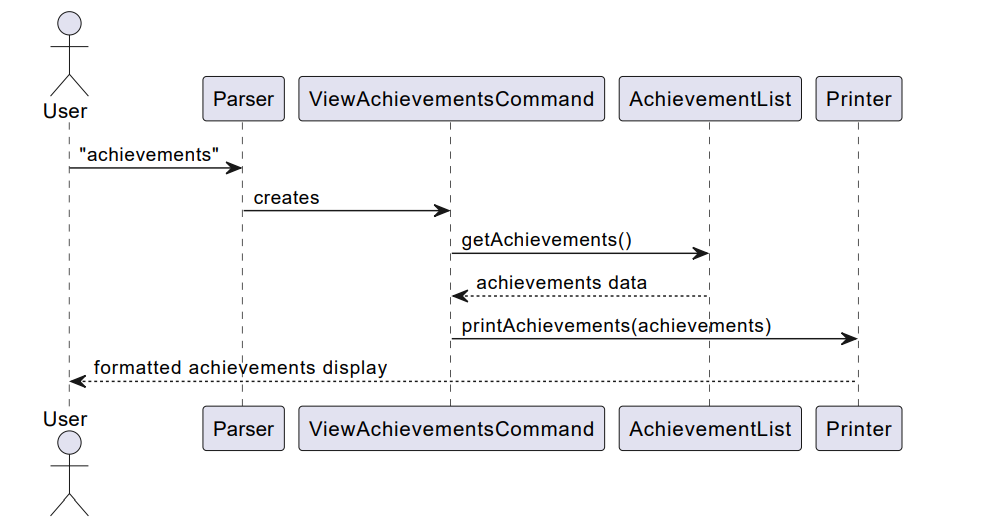 User
Parser
ViewAchievementsCommand
AchievementList
Printer
"achievements"
creates
getAchievements()
achievements data
printAchievements(achievements)
formatted achievements display
User
Parser
ViewAchievementsCommand
AchievementList
Printer